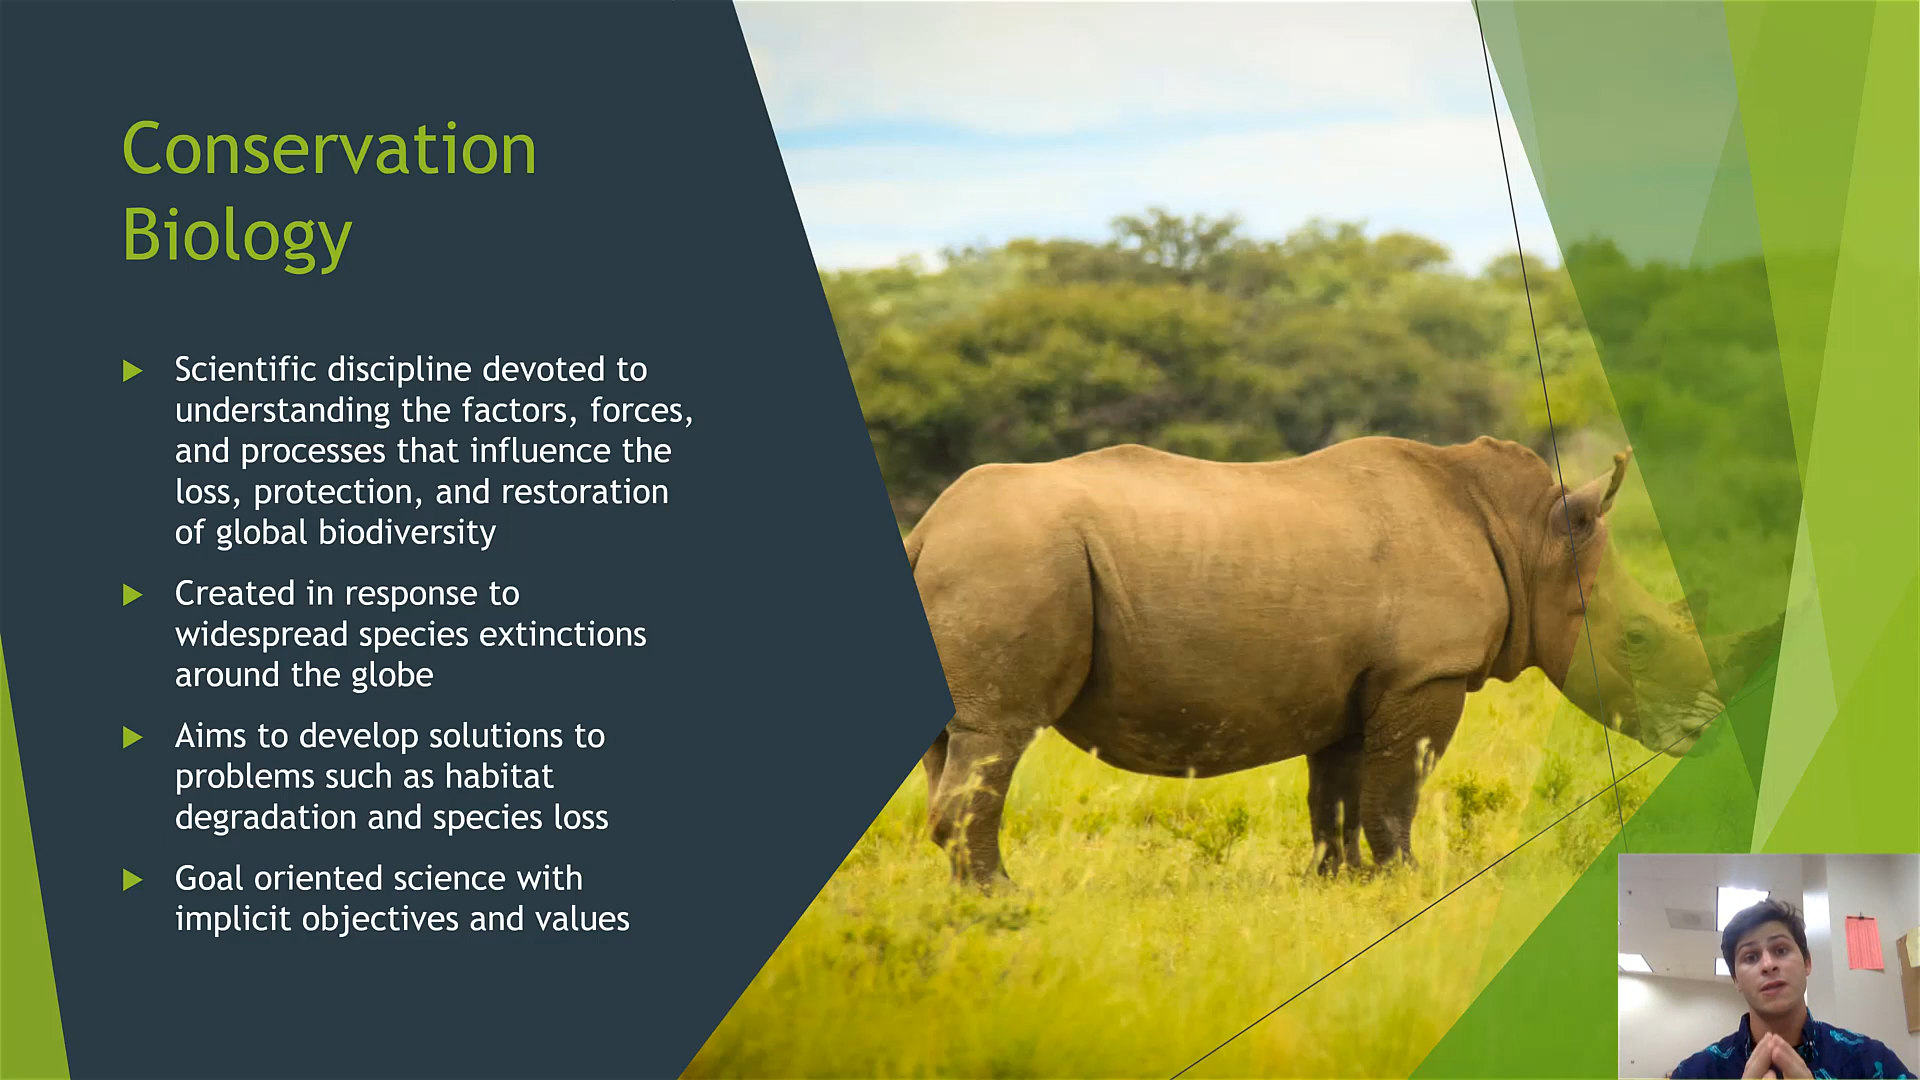 Conservation
Biology
Scientific discipline devoted to
understanding the factors, forces,
and processes that influence the
loss, protection, and restoration
of global biodiversity
Created in response to
widespread species extinctions
around the globe
Aims to develop solutions to
problems such as habitat
degradation and species loss
Goal oriented science with
implicit objectives and values